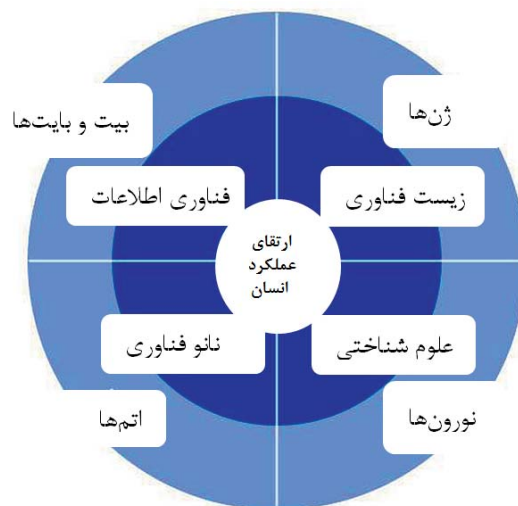 ژن‌ها
بیت و بایت‌ها
زیست فناوری
فناوری اطلاعات
ارتقای
عملکرد
انسان
علوم شناختی
نانو فناوری
نورون‌ها
اتم‌ها